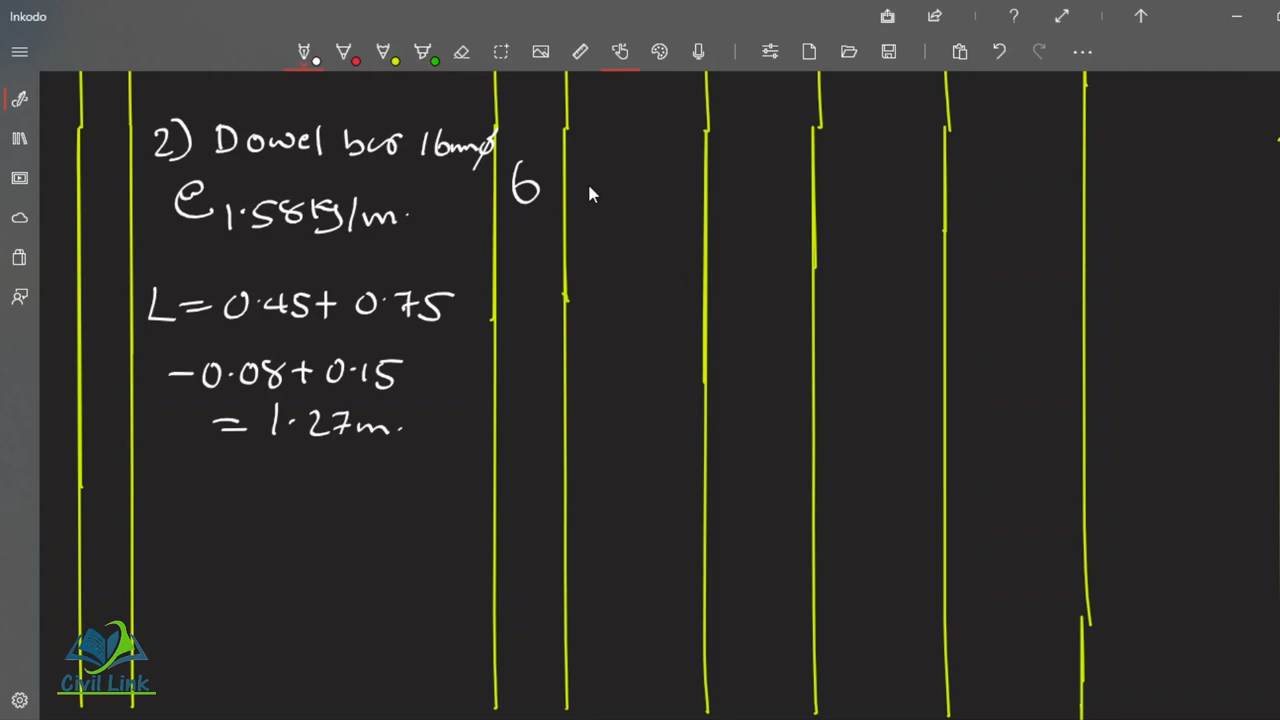 Inkodo
2) Dowel bar 16mmø
@ 1.58kg/m.
6
L = 0.45+ 0.75
-0.08+0.15
= 1.27m.
Civil Link